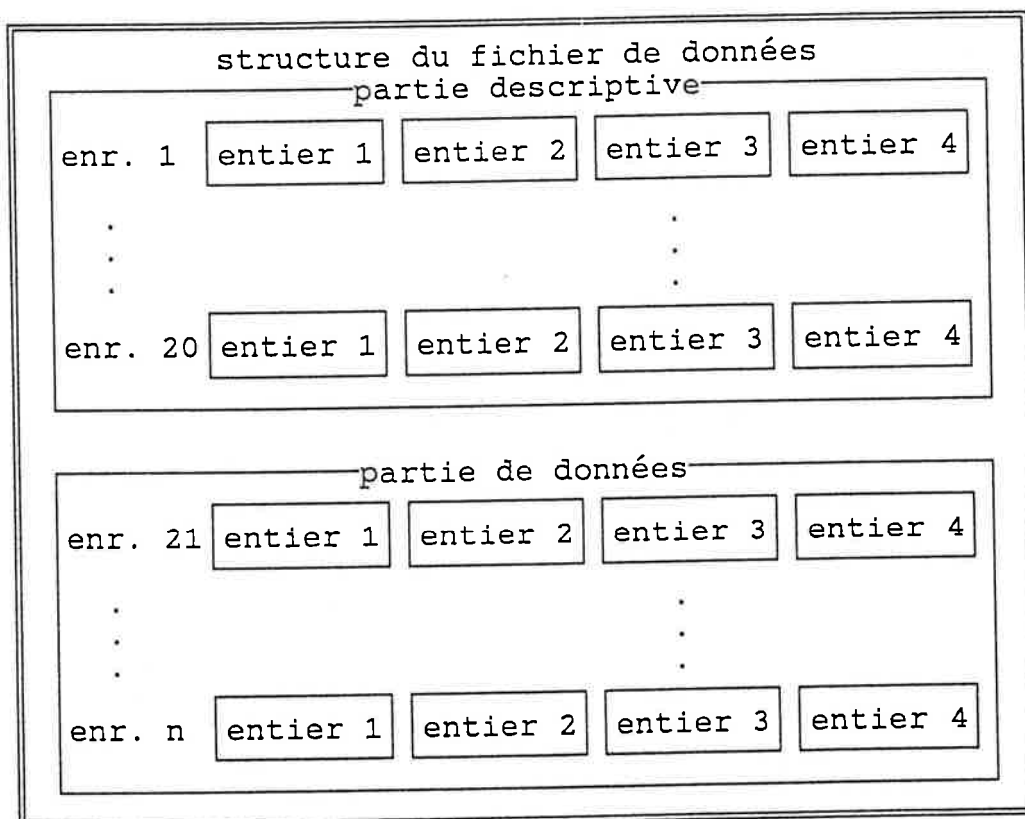 structure du fichier de données
partie descriptive
enr. 1 entier 1 entier 2 entier 3 entier 4
.
.
.
.
.
.
enr. 20 entier 1 entier 2 entier 3 entier 4
partie de données
enr. 21 entier 1 entier 2 entier 3 entier 4
.
.
.
.
.
.
enr. n entier 1 entier 2 entier 3 entier 4